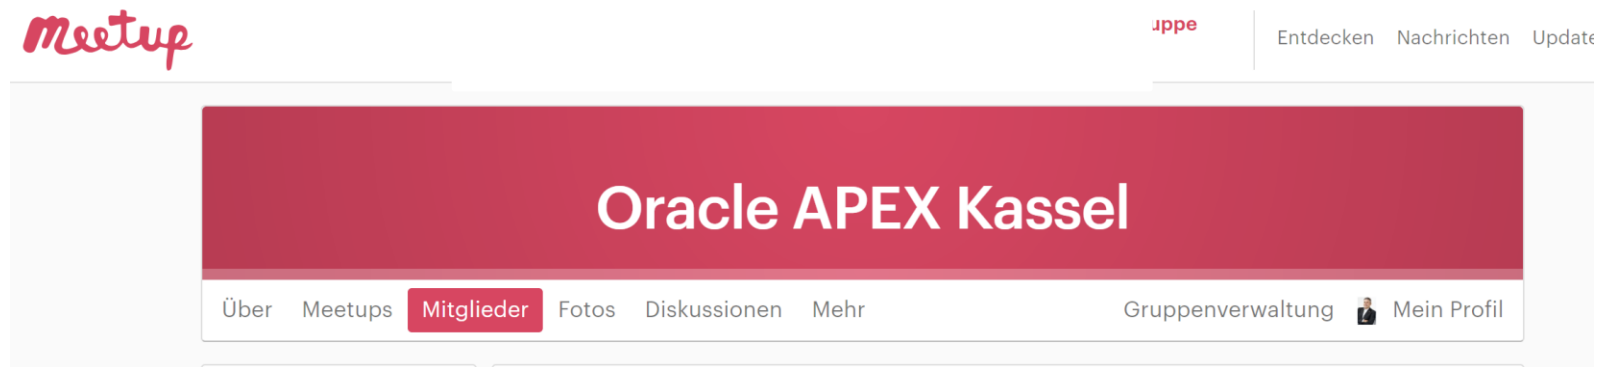 Meetup
Entdecken Nachrichten
Oracle APEX Kassel
Über Meetups Mitglieder Fotos Diskussionen Mehr Gruppenverwaltung Mein Profil